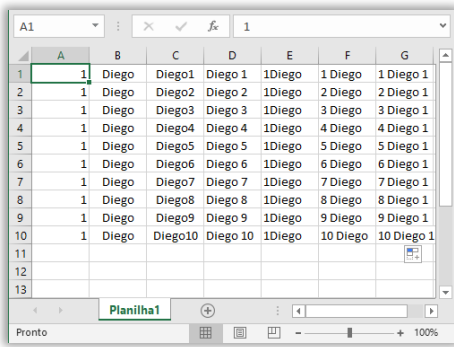 A1 fx 1
A B C D E F G
1 1 Diego Diego1 Diego 1 1Diego 1 Diego 1 Diego 1
2 1 Diego Diego2 Diego 2 1Diego 2 Diego 2 Diego 1
3 1 Diego Diego3 Diego 3 1Diego 3 Diego 3 Diego 1
4 1 Diego Diego4 Diego 4 1Diego 4 Diego 4 Diego 1
5 1 Diego Diego5 Diego 5 1Diego 5 Diego 5 Diego 1
6 1 Diego Diego6 Diego 6 1Diego 6 Diego 6 Diego 1
7 1 Diego Diego7 Diego 7 1Diego 7 Diego 7 Diego 1
8 1 Diego Diego8 Diego 8 1Diego 8 Diego 8 Diego 1
9 1 Diego Diego9 Diego 9 1Diego 9 Diego 9 Diego 1
10 1 Diego Diego10 Diego 10 1Diego 10 Diego 10 Diego 1
11
12
13
Planilha1
Pronto 100%